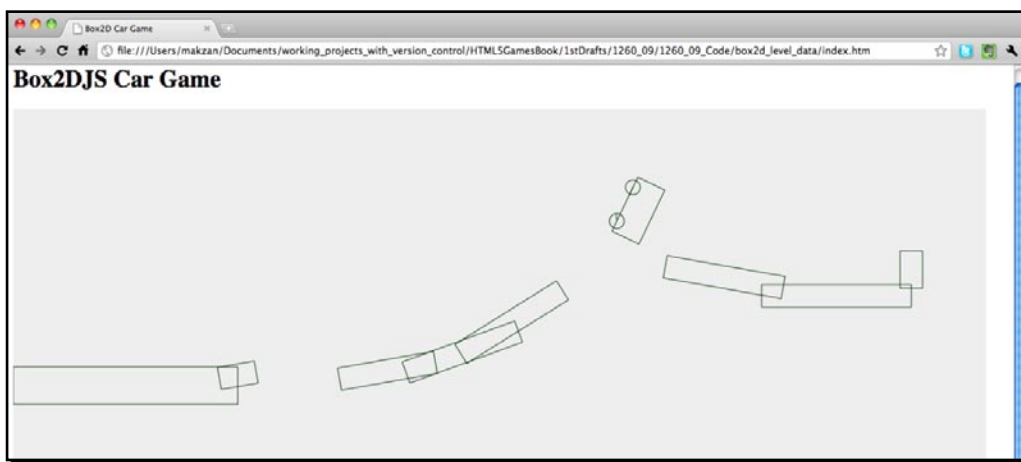 Box2D Car Game
file:///Users/makzan/Documents/working_projects_with_version_control/HTML5GamesBook/1stDrafts/1260_09/1260_09_Code/box2d_level_data/index.htm
Box2DJS Car Game